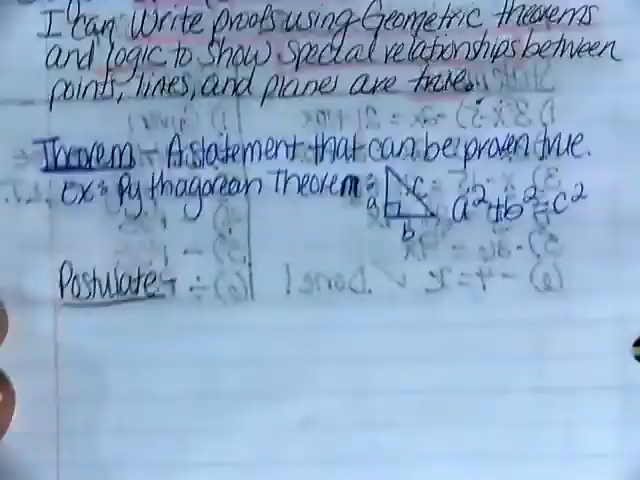 I can Write proofs using Geometric theorems
and logic to show special relationships between
points, lines, and planes are true.
Theorem - A statement that can be proven true.
Ex: Pythagorean Theorem: a b c a²+b²=c²
Postulate -